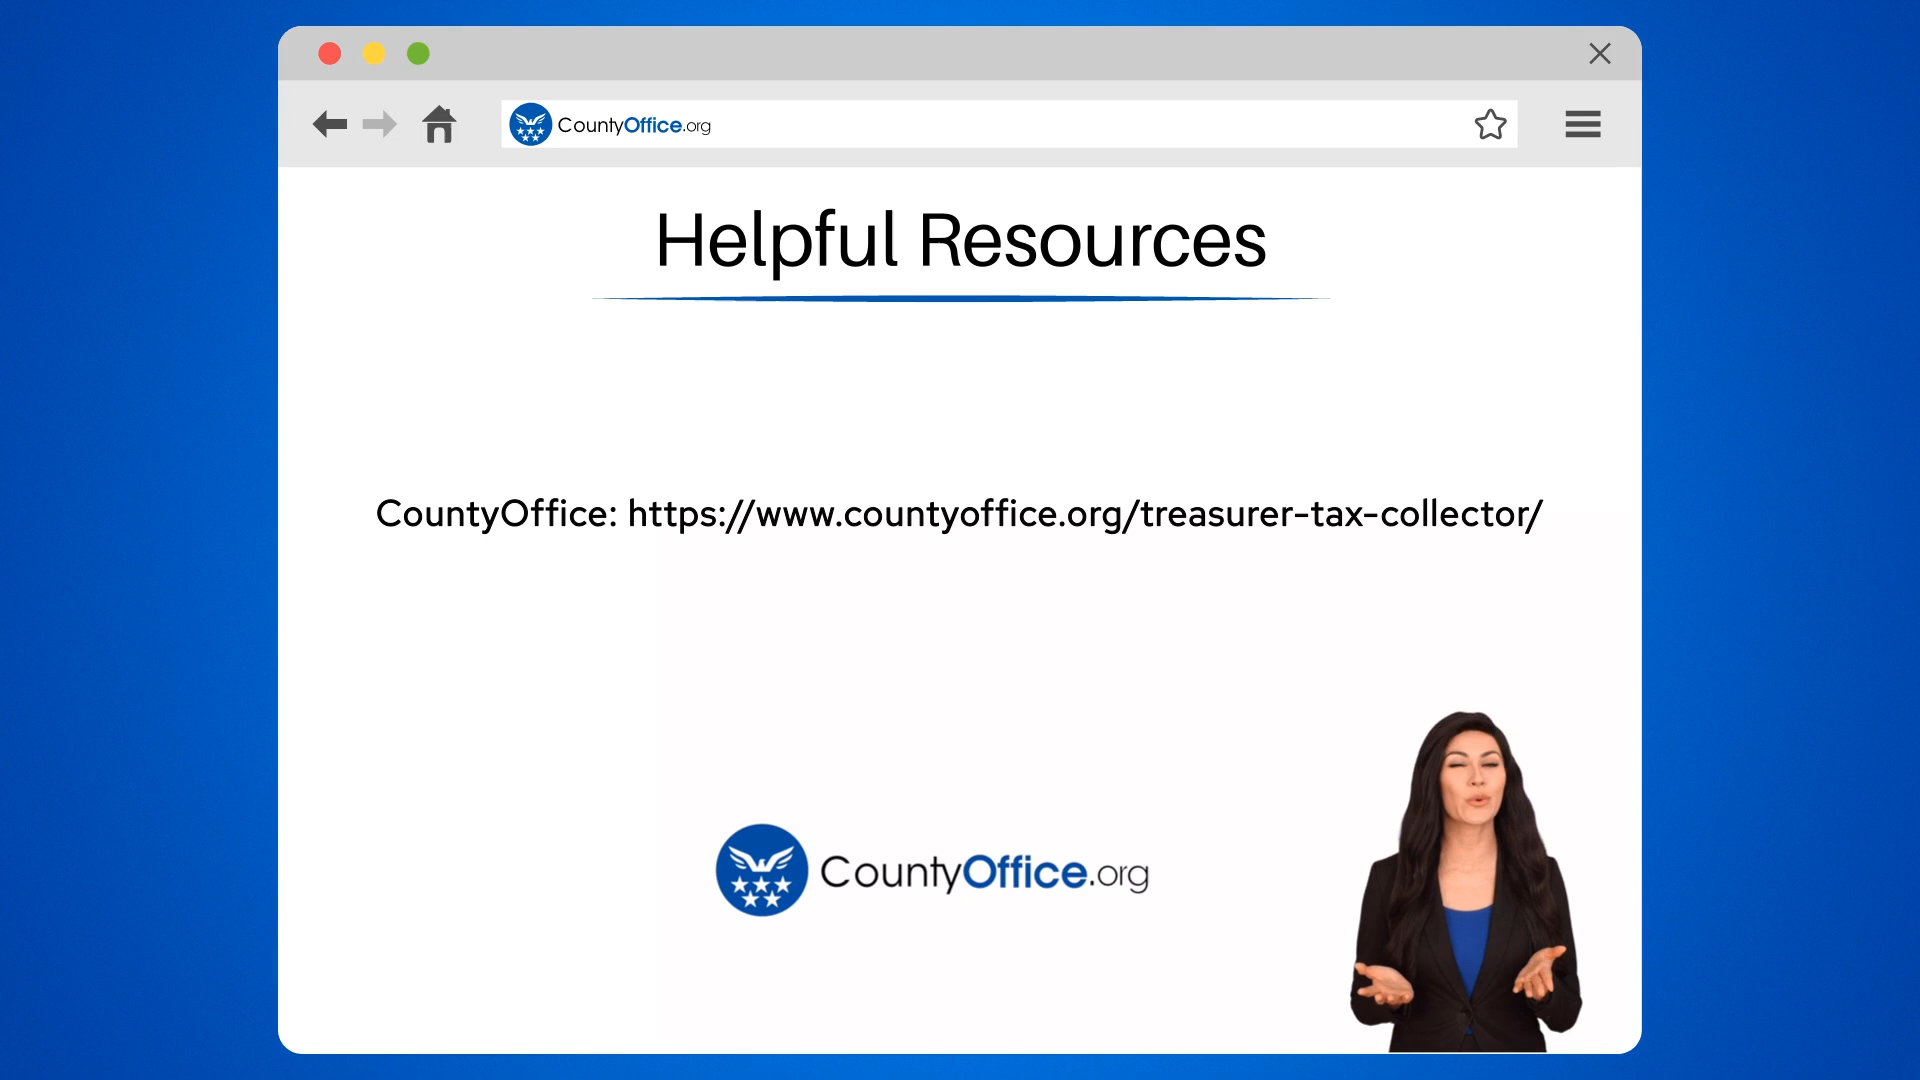 CountyOffice.org
Helpful Resources
CountyOffice: https://www.countyoffice.org/treasurer-tax-collector/
CountyOffice.org